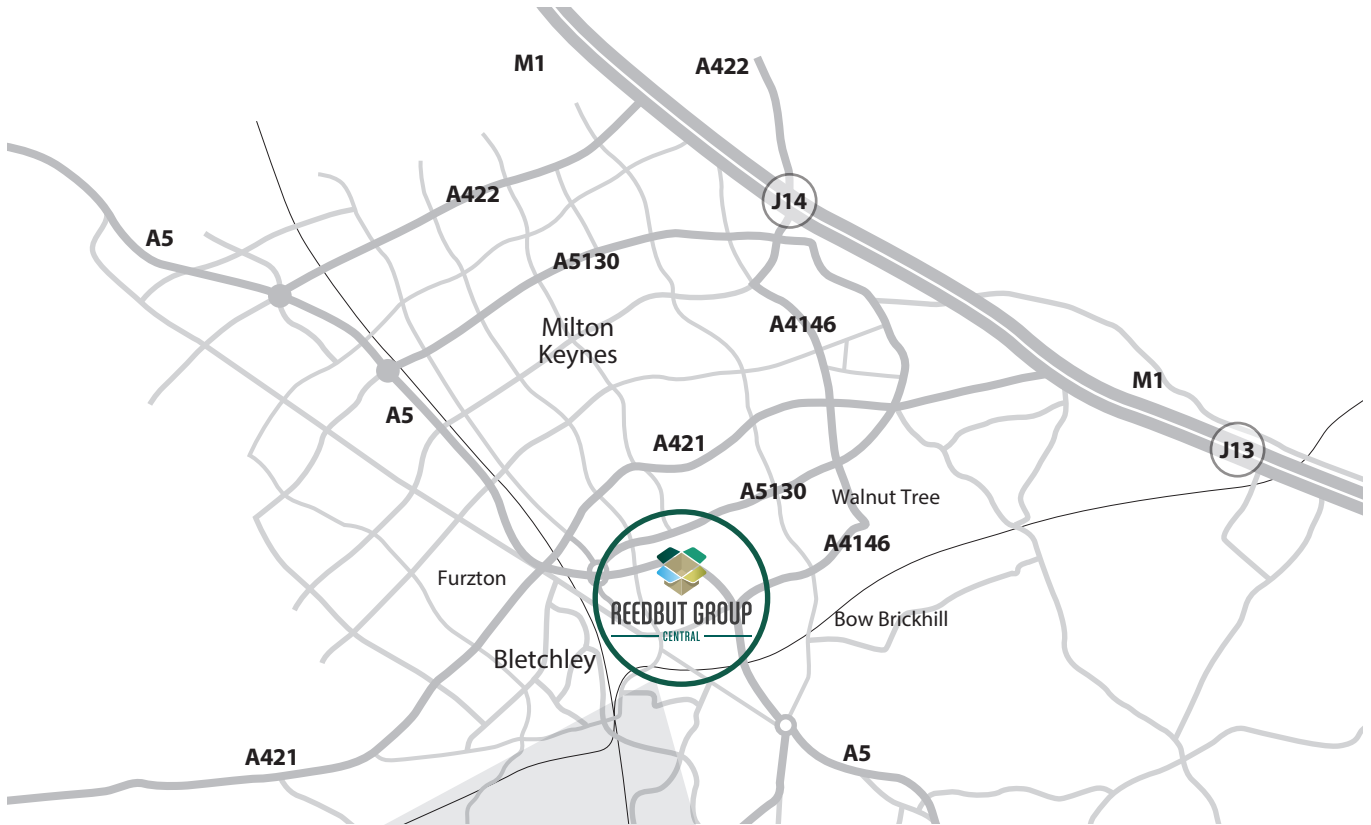 M1
A422
A422
J14
A5
A5130
Milton
Keynes
A4146
M1
A5
A421
J13
A5130
Walnut Tree
A4146
Furzton
REEDBUT GROUP
CENTRAL
Bow Brickhill
Bletchley
A421
A5